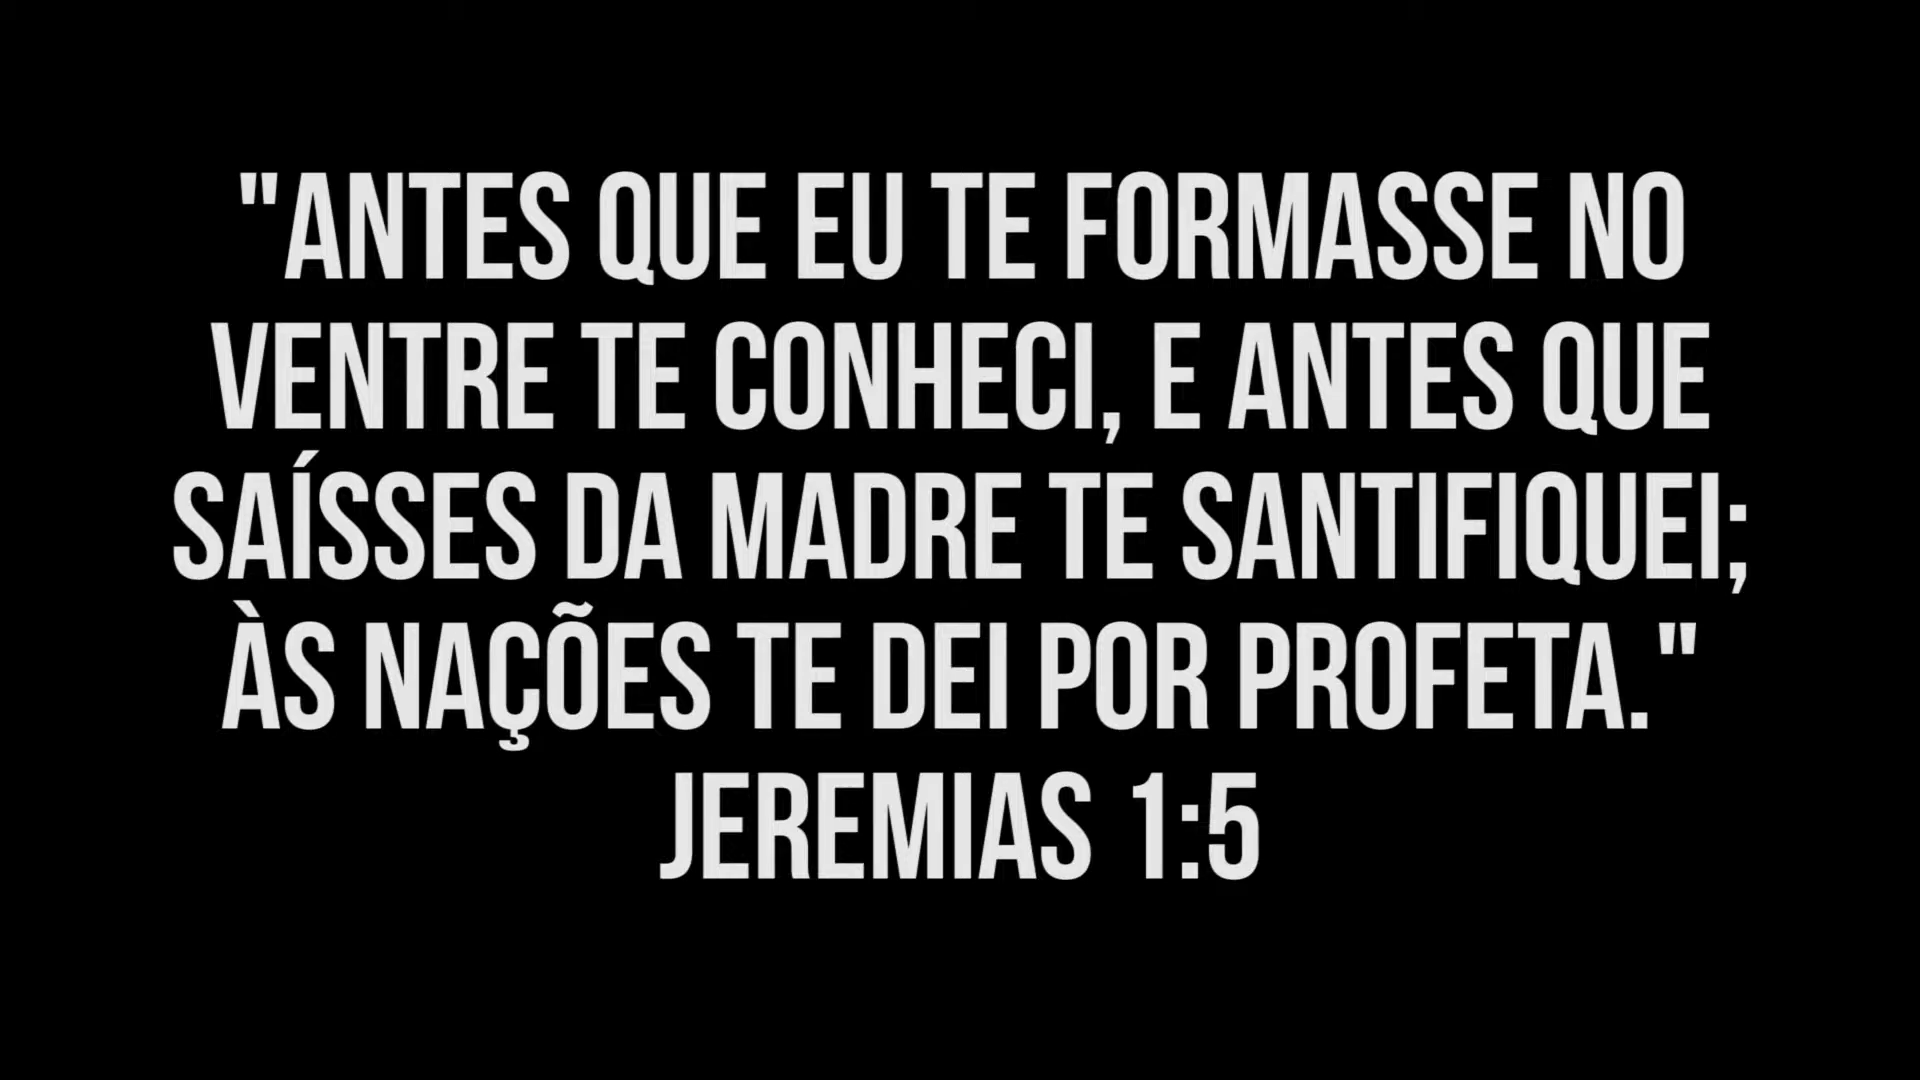 "ANTES QUE EU TE FORMASSE NO
VENTRE TE CONHECI, E ANTES QUE
SAÍSSES DA MADRE TE SANTIFIQUEI;
ÀS NAÇÕES TE DEI POR PROFETA."
JEREMIAS 1:5